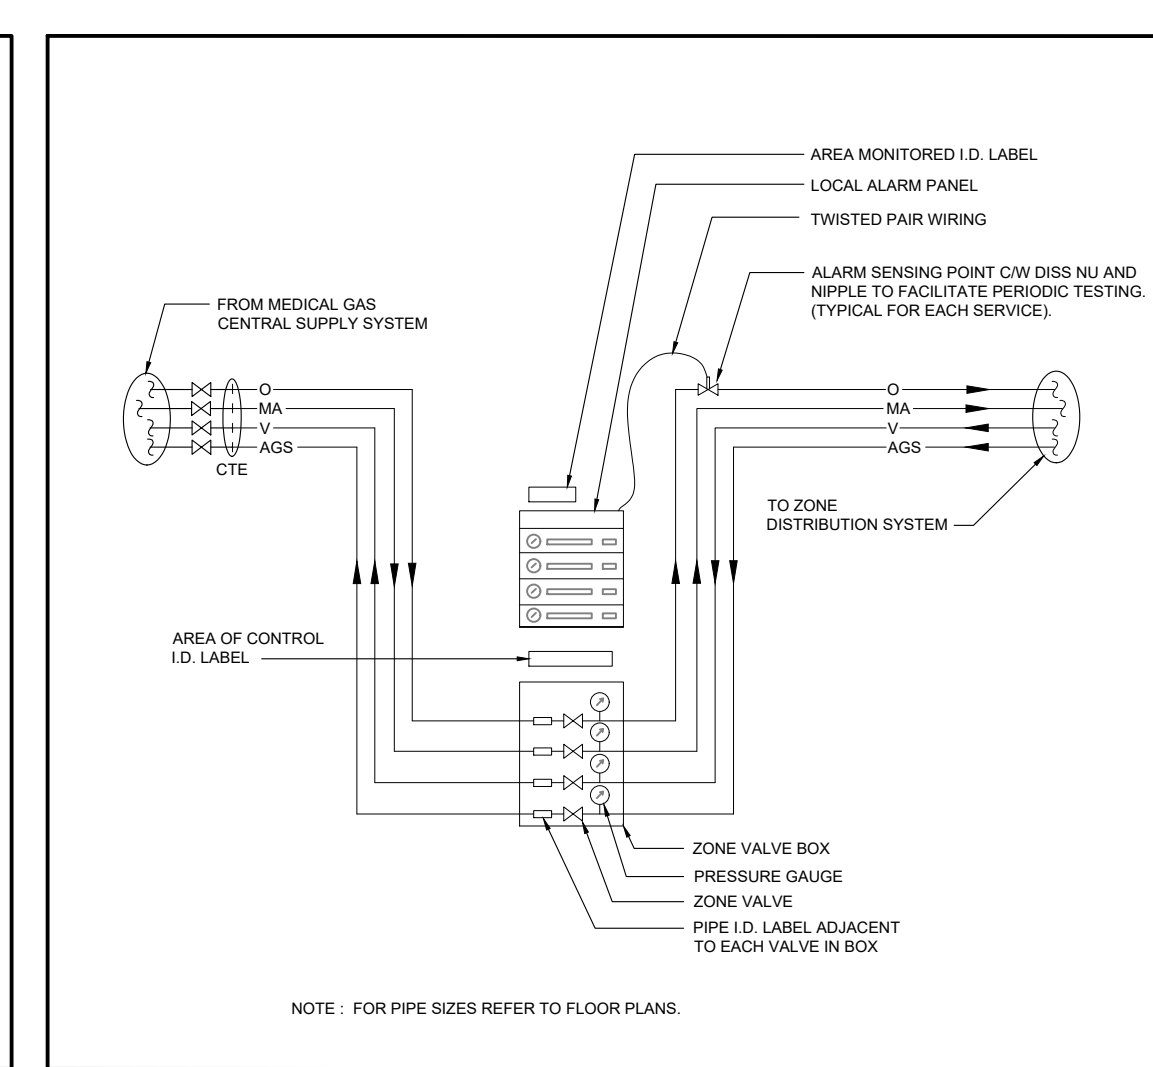 AREA MONITORED I.D. LABEL
LOCAL ALARM PANEL
TWISTED PAIR WIRING
ALARM SENSING POINT C/W DISS NU AND
NIPPLE TO FACILITATE PERIODIC TESTING.
(TYPICAL FOR EACH SERVICE).
FROM MEDICAL GAS
CENTRAL SUPPLY SYSTEM
O
MA
V
AGS
CTE
O
MA
V
AGS
TO ZONE
DISTRIBUTION SYSTEM
AREA OF CONTROL
I.D. LABEL
ZONE VALVE BOX
PRESSURE GAUGE
ZONE VALVE
PIPE I.D. LABEL ADJACENT
TO EACH VALVE IN BOX
NOTE : FOR PIPE SIZES REFER TO FLOOR PLANS.